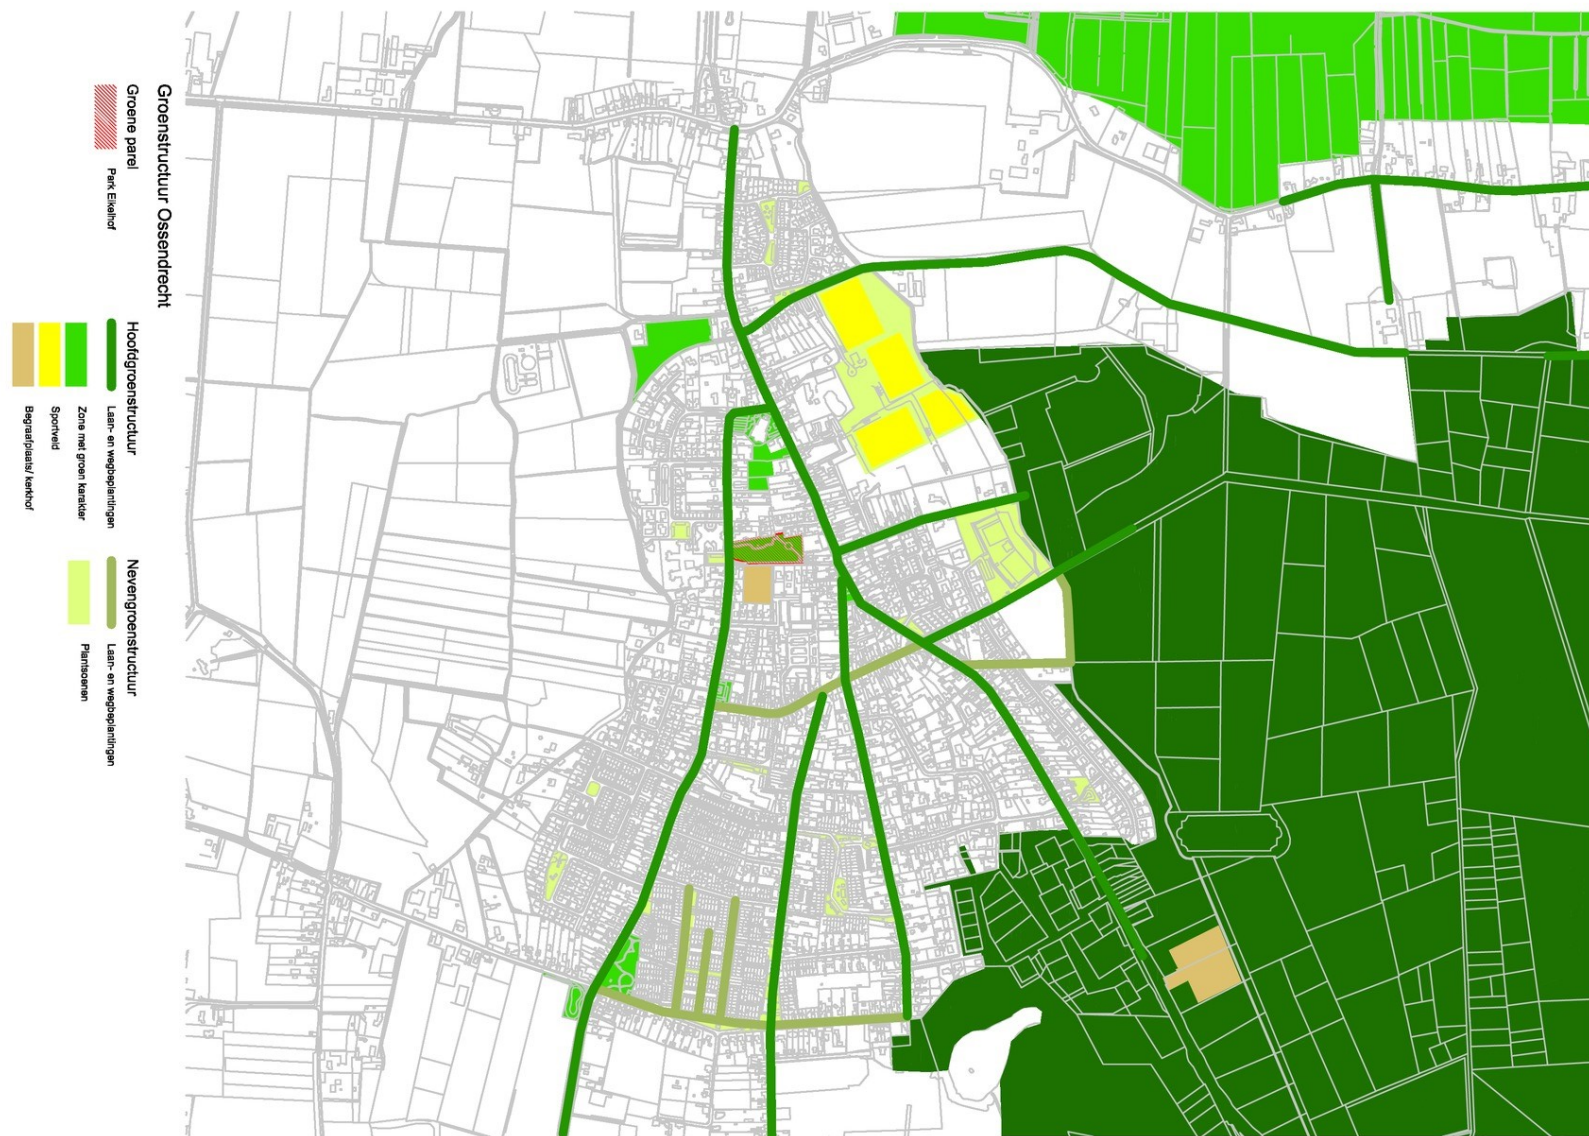 Groenstructuur Ossendrecht
Groene parel
Park Eikelhof
Hoofdgroenstructuur
Laan- en wegbeplantingen
Zone met groen karakter
Sportveld
Begraafplaats/ kerkhof
Nevengroenstructuur
Laan- en wegbeplantingen
Plantsoenen